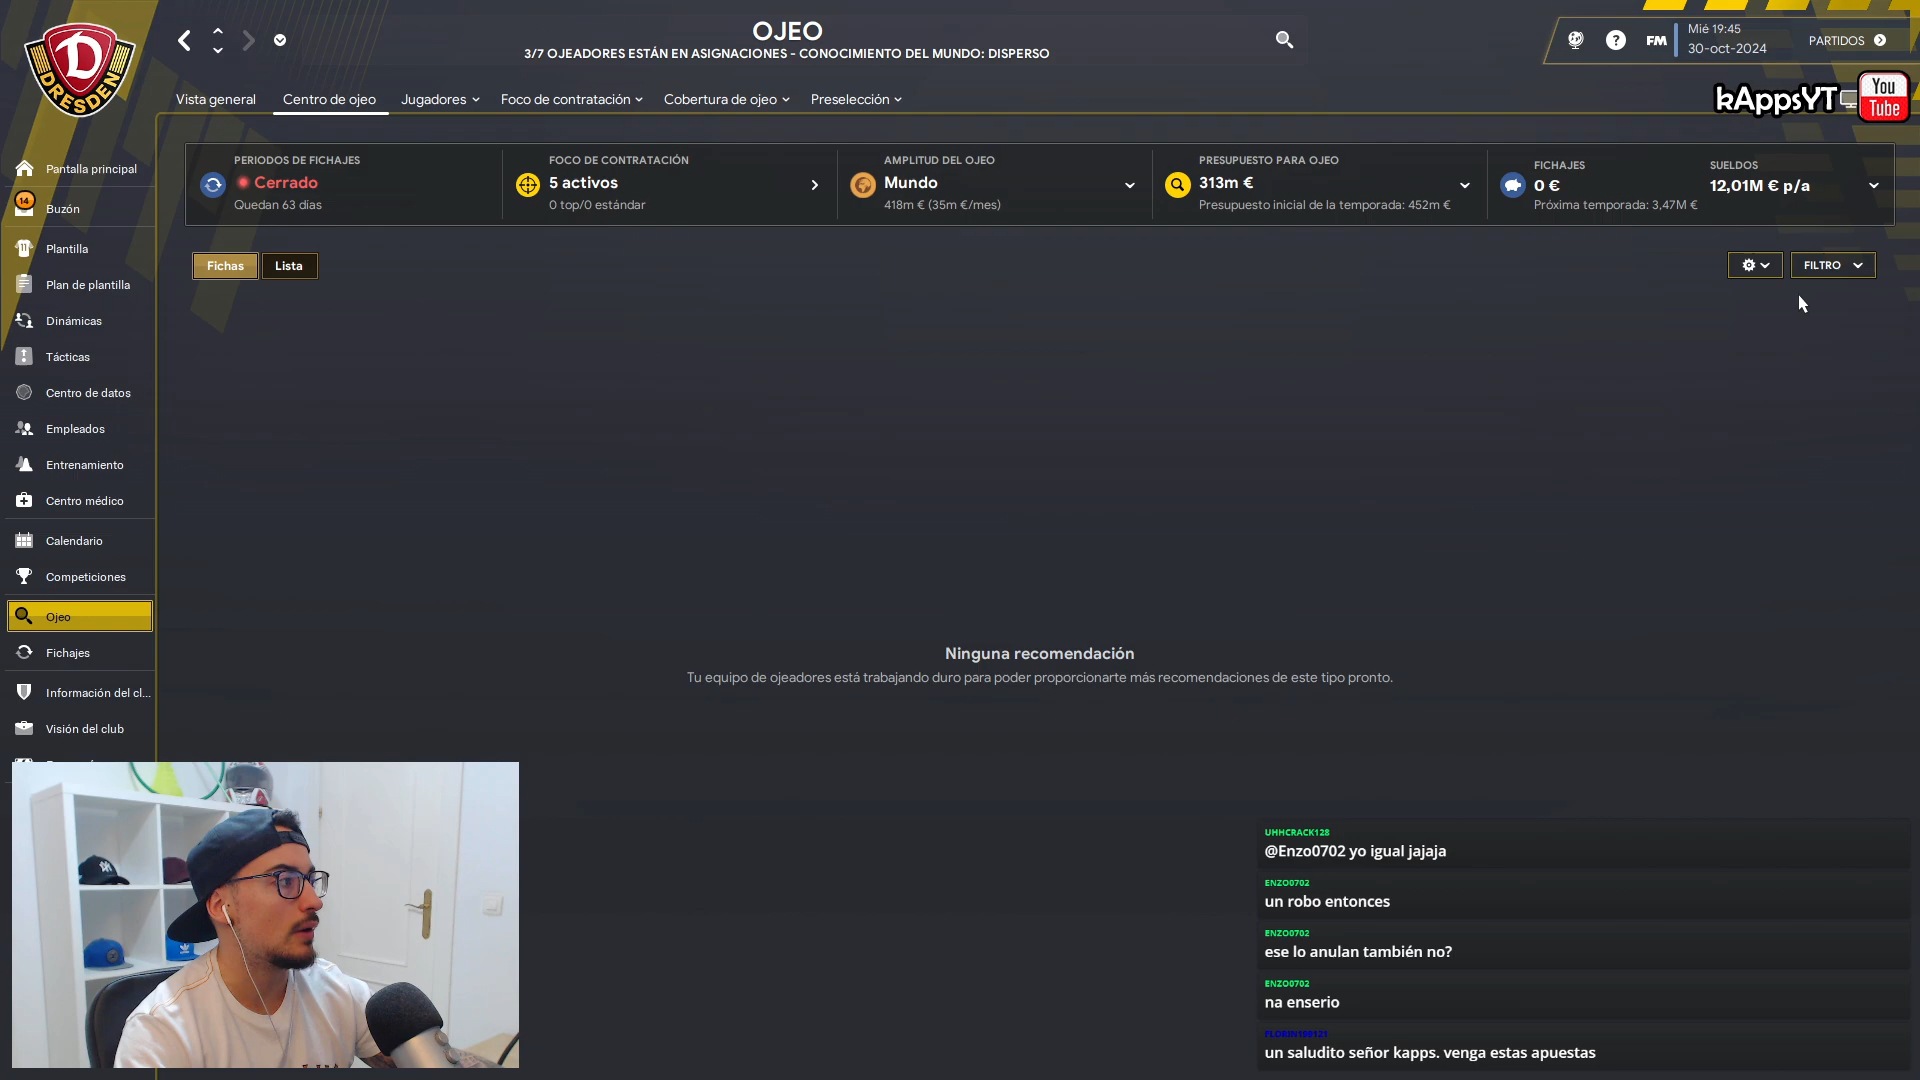 OJEO
3/7 OJEADORES ESTÁN EN ASIGNACIONES - CONOCIMIENTO DEL MUNDO: DISPERSO
FM
Mié 19:45
30-oct-2024
PARTIDOS
D
DRESDEN
kAppsYT
You
Tube
Vista general
Centro de ojeo
Jugadores
Foco de contratación
Cobertura de ojeo
Preselección
PERIODOS DE FICHAJES
Cerrado
Quedan 63 días
FOCO DE CONTRATACIÓN
5 activos
0 top/0 estándar
AMPLITUD DEL OJEO
Mundo
418m € (35m €/mes)
PRESUPUESTO PARA OJEO
313m €
Presupuesto inicial de la temporada: 452m €
FICHAJES
0 €
SUELDOS
12,01M € p/a
Próxima temporada: 3,47M €
Fichas
Lista
FILTRO
Pantalla principal
14
Buzón
Plantilla
Plan de plantilla
Dinámicas
Tácticas
Centro de datos
Empleados
Entrenamiento
Centro médico
Calendario
Competiciones
Ojeo
Fichajes
Información del cl...
Visión del club
Ninguna recomendación
Tu equipo de ojeadores está trabajando duro para poder proporcionarte más recomendaciones de este tipo pronto.
UHHCRACK128
@Enzo0702 yo igual jajaja
ENZO0702
un robo entonces
ENZO0702
ese lo anulan también no?
ENZO0702
na enserio
un saludito señor kapps. venga estas apuestas